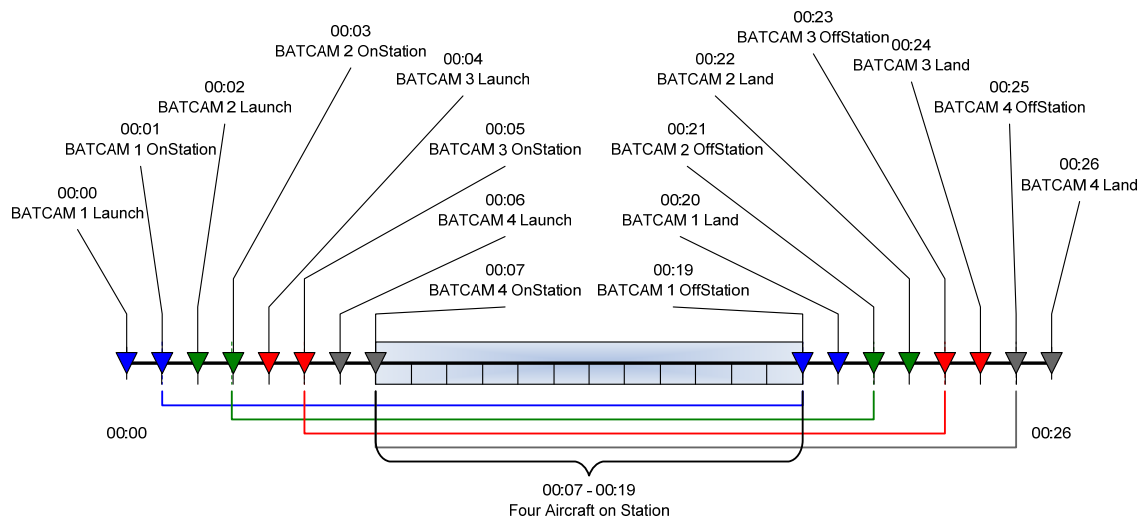 00:00
BATCAM 1 Launch
00:01
BATCAM 1 OnStation
00:02
BATCAM 2 Launch
00:03
BATCAM 2 OnStation
00:04
BATCAM 3 Launch
00:05
BATCAM 3 OnStation
00:06
BATCAM 4 Launch
00:07
BATCAM 4 OnStation
00:19
BATCAM 1 OffStation
00:20
BATCAM 1 Land
00:21
BATCAM 2 OffStation
00:22
BATCAM 2 Land
00:23
BATCAM 3 OffStation
00:24
BATCAM 3 Land
00:25
BATCAM 4 OffStation
00:26
BATCAM 4 Land
00:00
00:26
00:07 - 00:19
Four Aircraft on Station